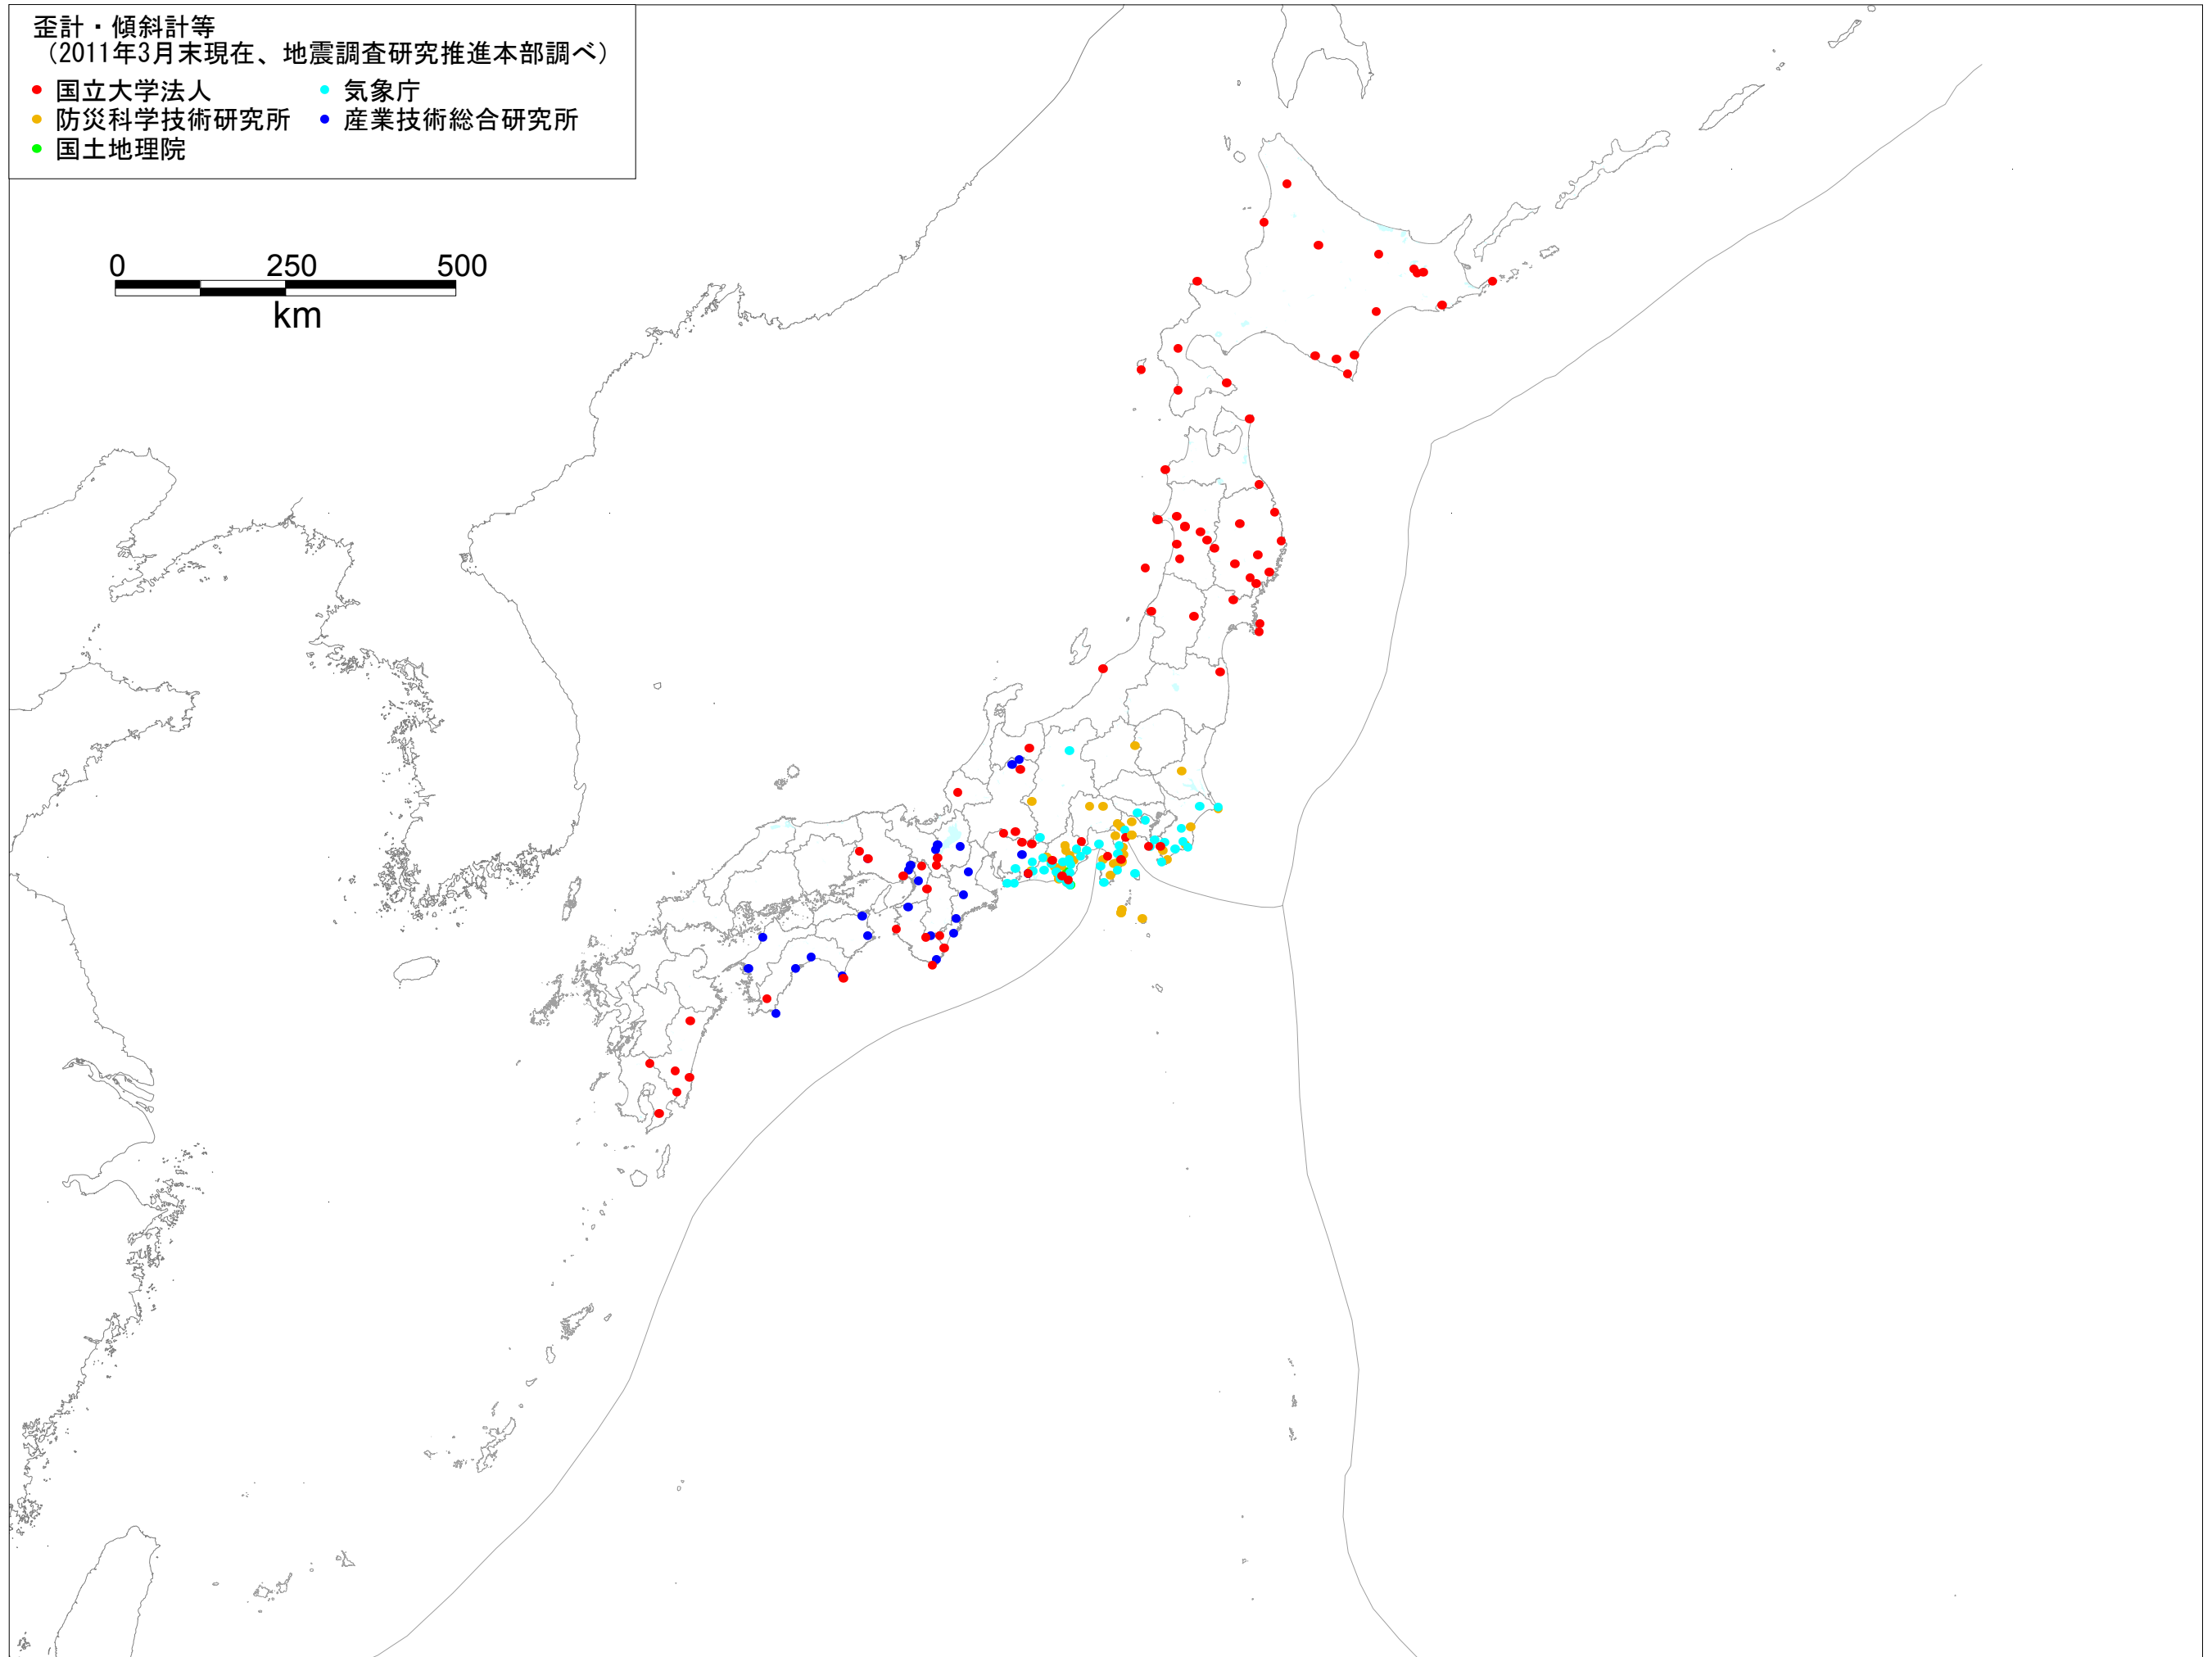 歪計・傾斜計等
（2011年3月末現在、地震調査研究推進本部調べ）
国立大学法人 気象庁
防災科学技術研究所 産業技術総合研究所
国土地理院
0 250 500
km